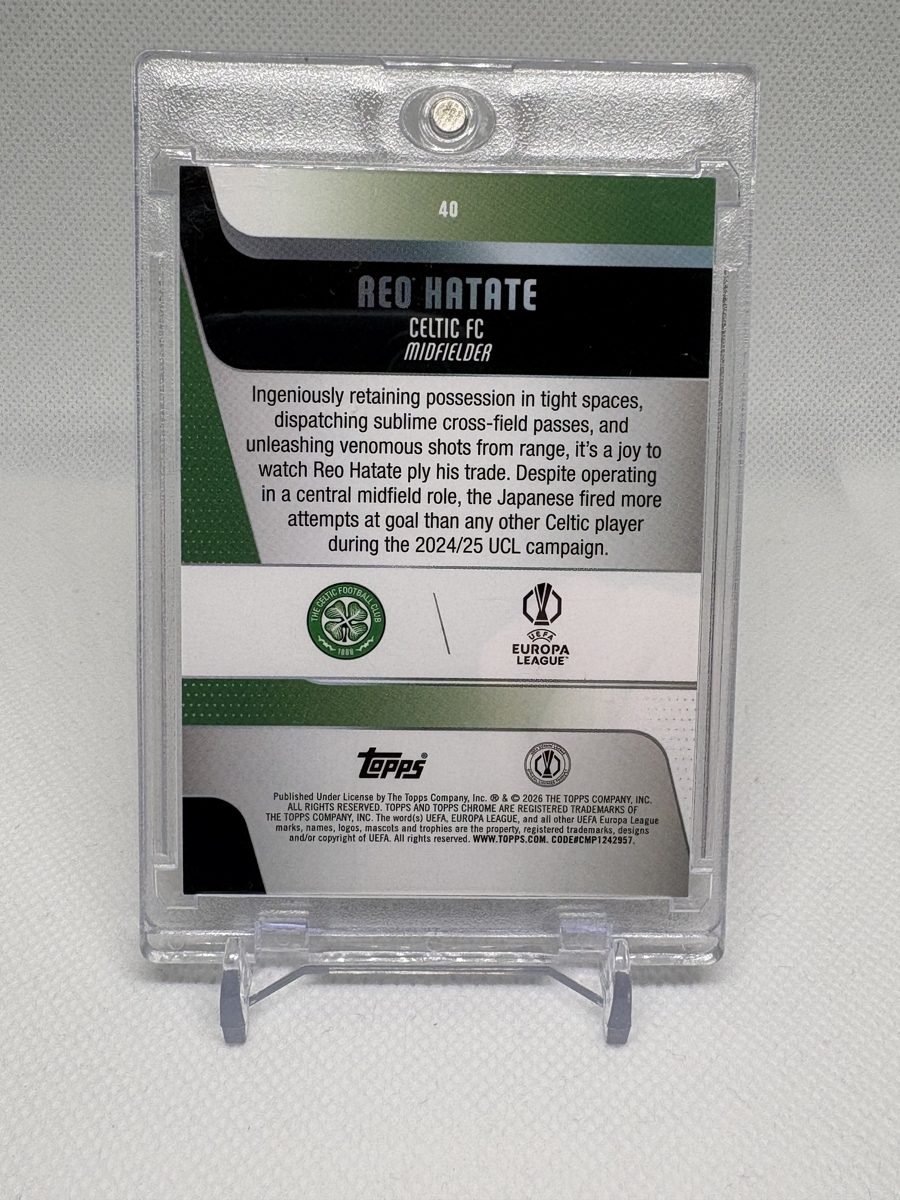 40
REO HATATE
CELTIC FC
MIDFIELDER
Ingeniously retaining possession in tight spaces,
dispatching sublime cross-field passes, and
unleashing venomous shots from range, it's a joy to
watch Reo Hatate ply his trade. Despite operating
in a central midfield role, the Japanese fired more
attempts at goal than any other Celtic player
during the 2024/25 UCL campaign.
THE CELTIC FOOTBALL CLUB
1888
UEFA
EUROPA
LEAGUE™
Topps®
Published Under License by The Topps Company, Inc. ® & © 2026 THE TOPPS COMPANY, INC.
ALL RIGHTS RESERVED. TOPPS AND TOPPS CHROME ARE REGISTERED TRADEMARKS OF
THE TOPPS COMPANY, INC. The word(s) UEFA, EUROPA LEAGUE, and all other UEFA Europa League
marks, names, logos, mascots and trophies are the property, registered trademarks, designs
and/or copyright of UEFA. All rights reserved. WWW.TOPPS.COM. CODE#CMP1242957.